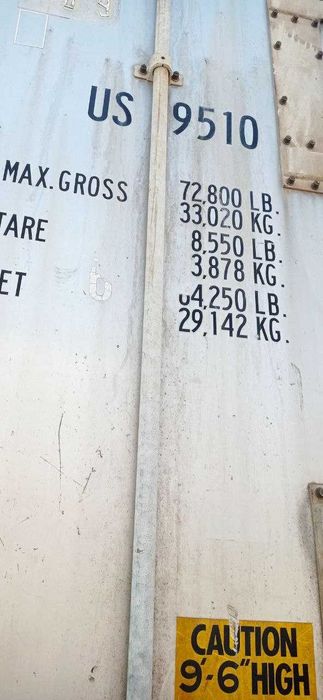 US 9510
MAX. GROSS 72,800 LB.
33,020 KG.
TARE 8,550 LB.
3,878 KG.
ET 64,250 LB.
29,142 KG.
CAUTION
9'-6" HIGH